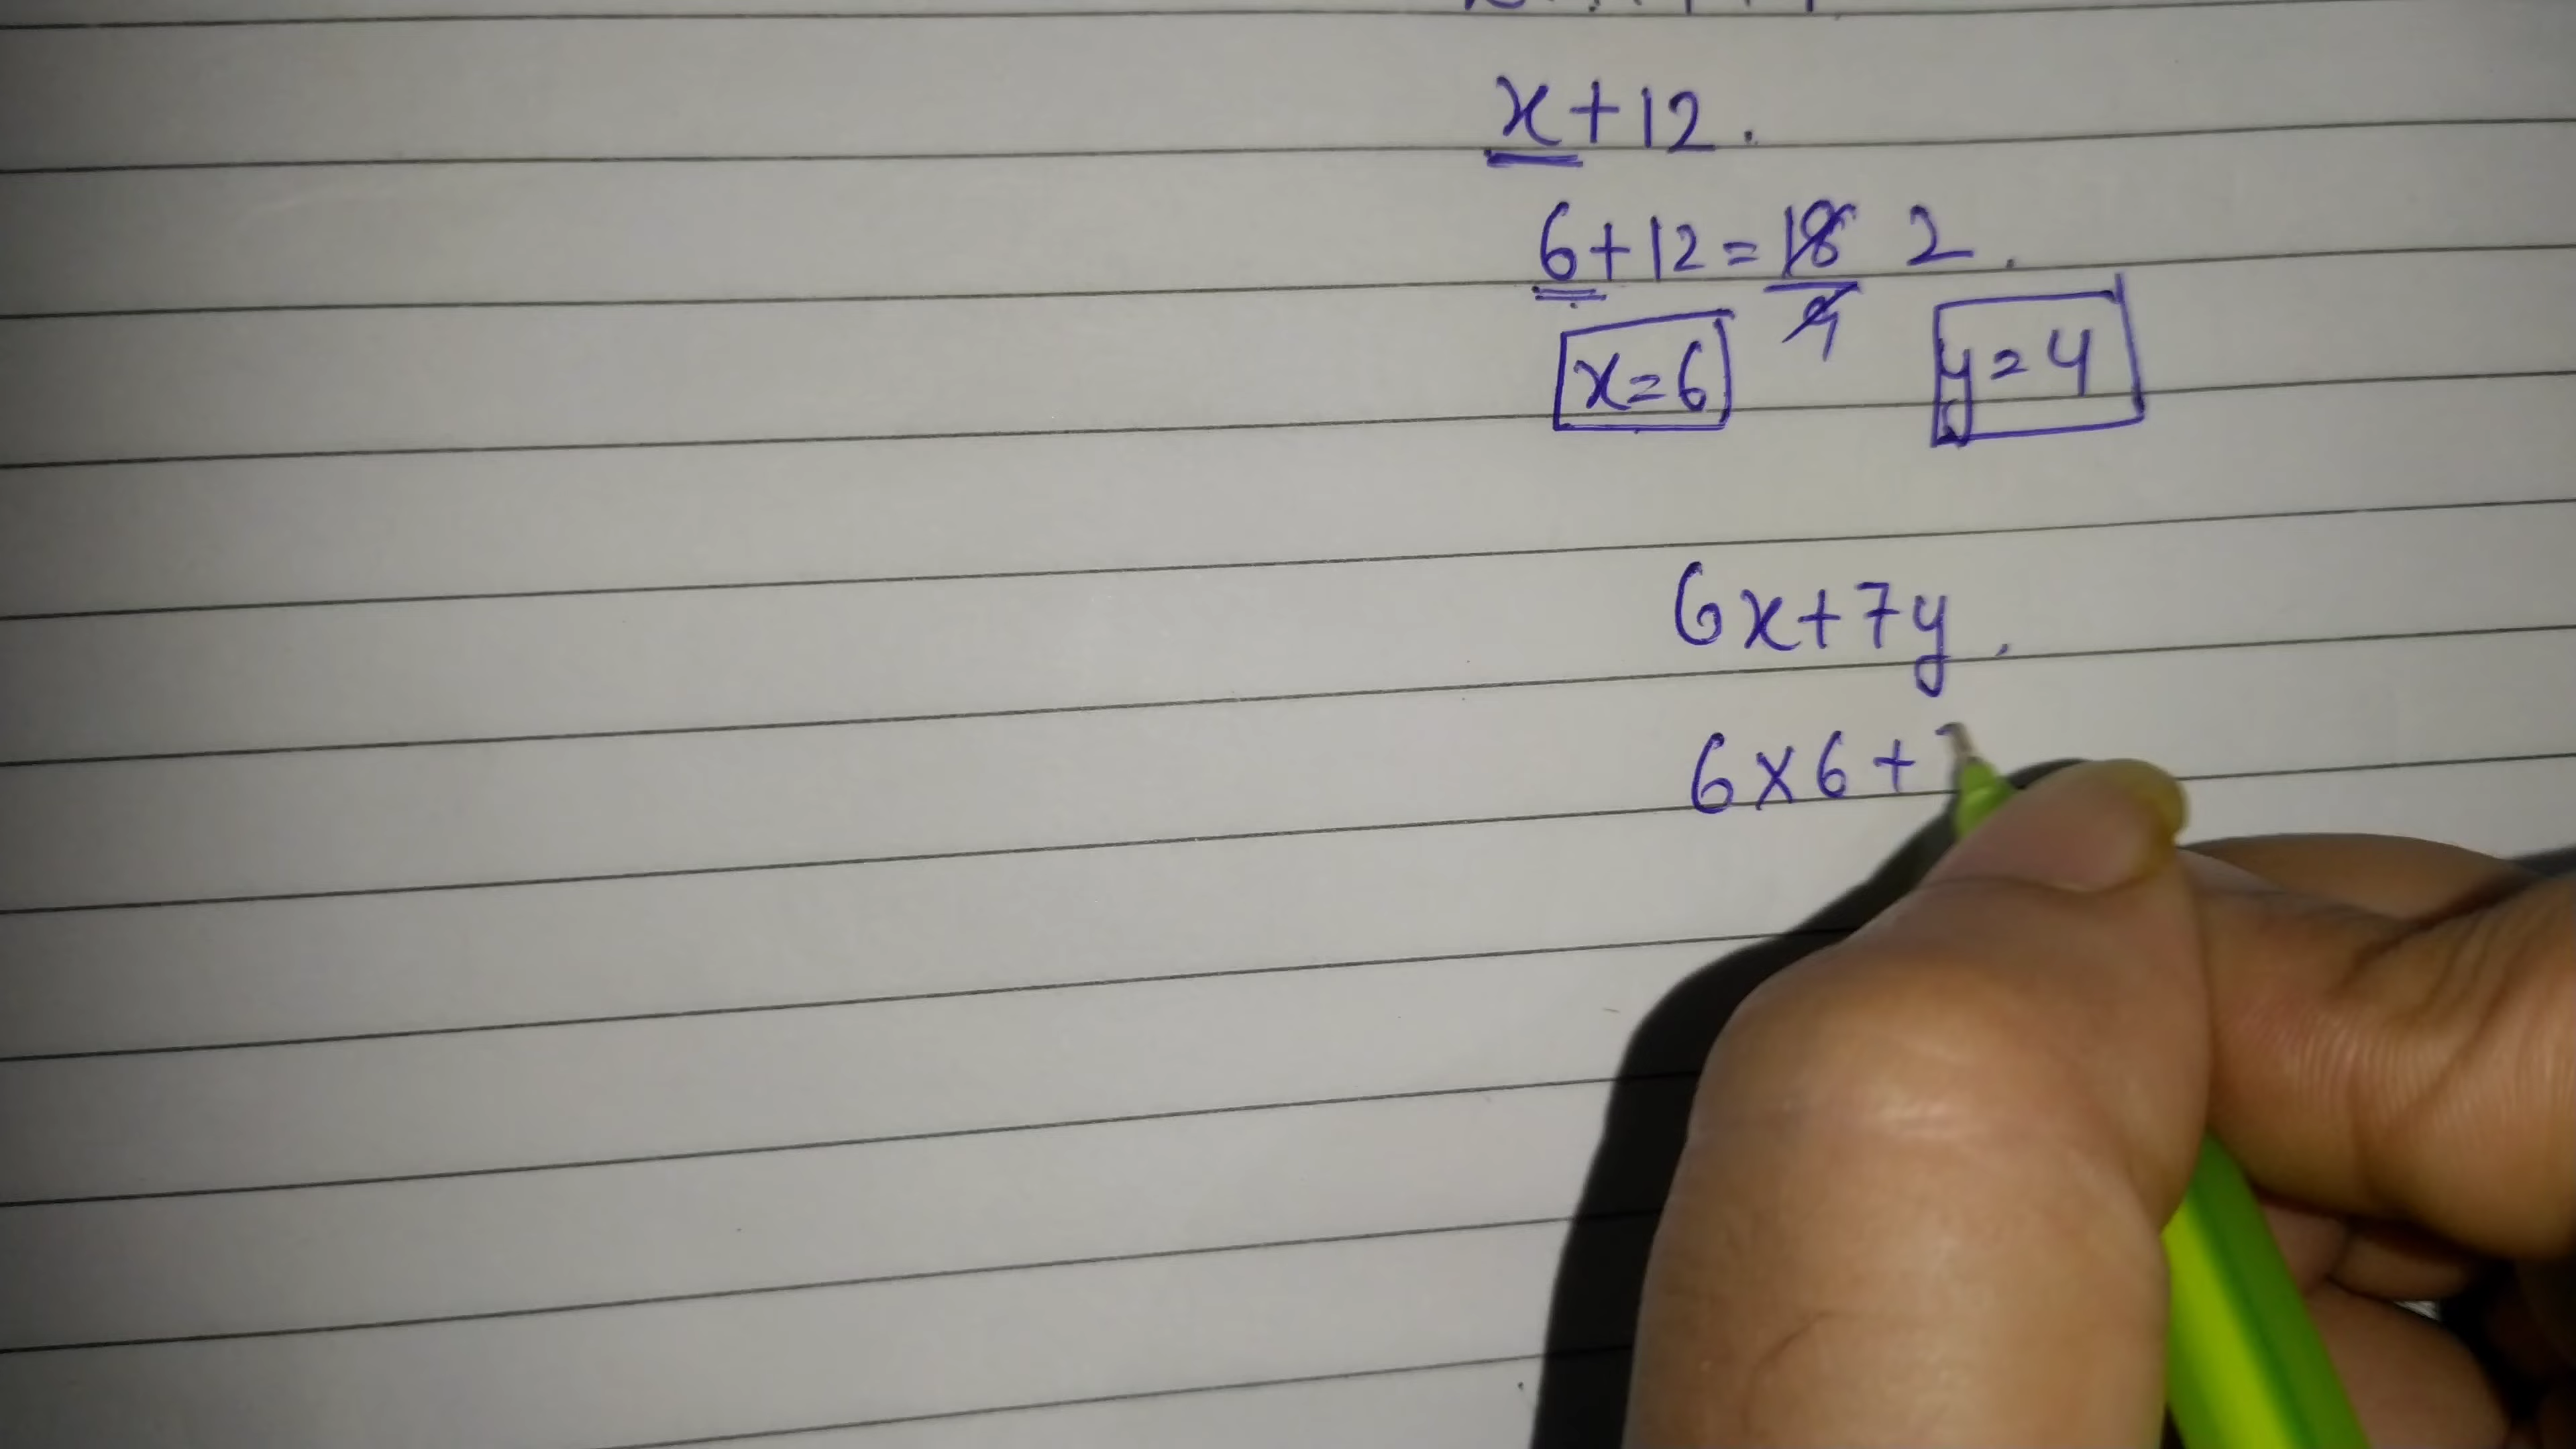 x+12.
6+12=18/9 2.
x=6 y=4
6x+7y.
6×6+